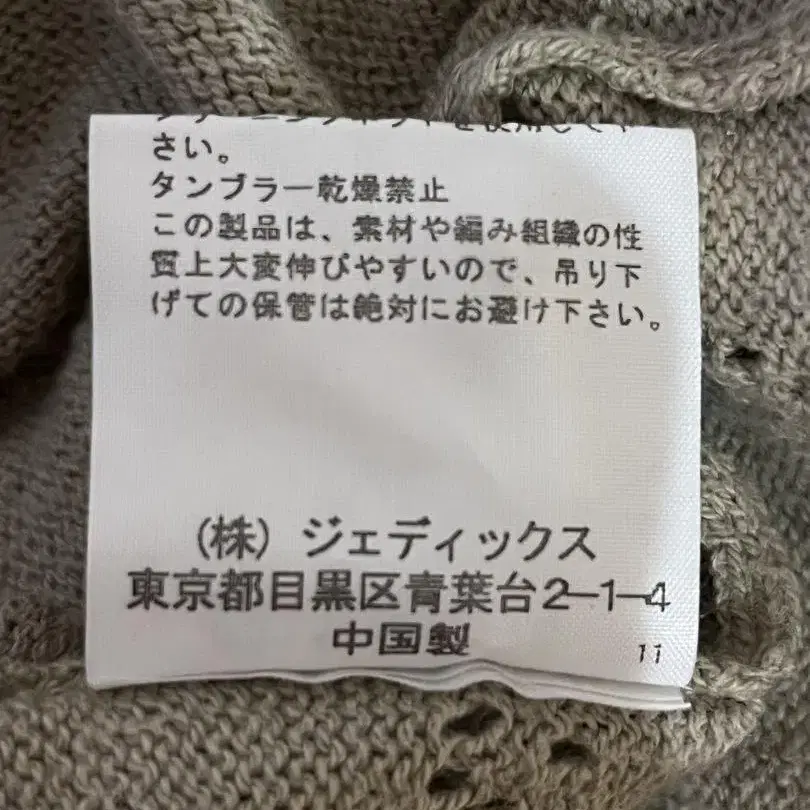 さい。
タンブラー乾燥禁止
この製品は、素材や編み組織の性
質上大変伸びやすいので、吊り下
げての保管は絶対にお避け下さい。
(株)ジェディックス
東京都目黒区青葉台2-1-4
中国製
11